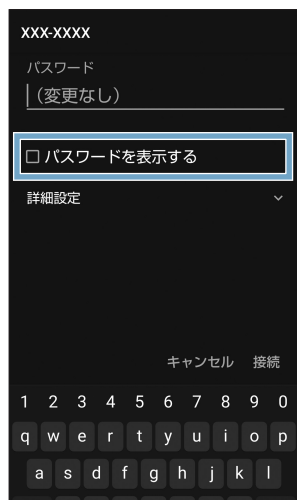 XXX-XXXX
パスワード
(変更なし)
パスワードを表示する
詳細設定
キャンセル 接続
1 2 3 4 5 6 7 8 9 0
q w e r t y u i o p
a s d f g h j k l